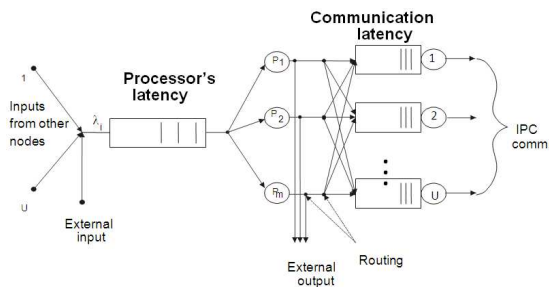 Communication
latency
Processor's
latency
1
Inputs
from other
nodes
λi
U
External
input
P1
P2
Pm
1
2
U
IPC
comm
External
output
Routing